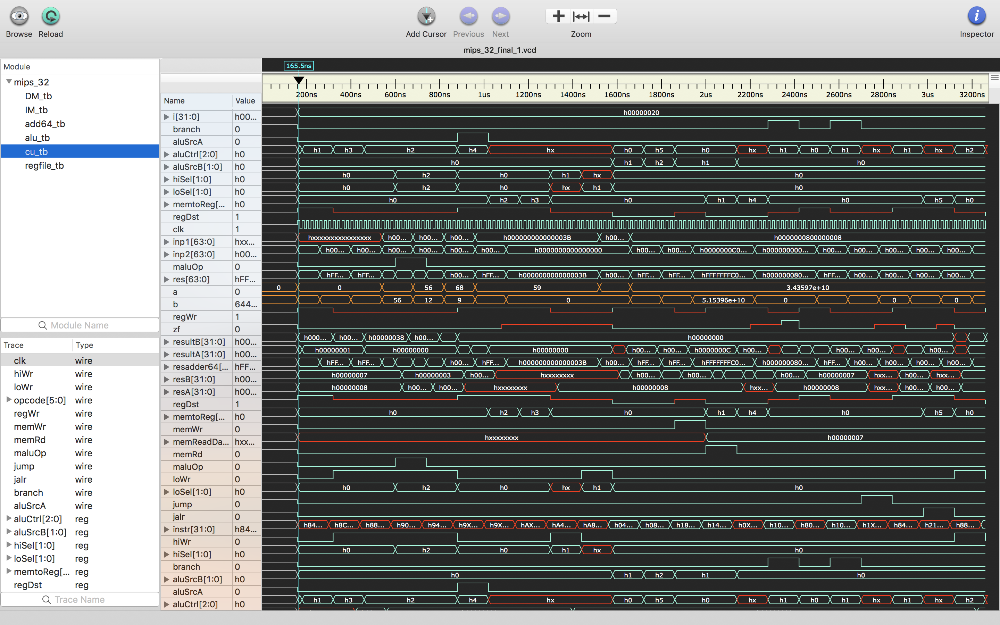 Browse Reload Add Cursor Previous Next Zoom Inspector
mips_32_final_1.vcd
Module
mips_32
DM_tb
IM_tb
add64_tb
alu_tb
cu_tb
regfile_tb
Module Name
Trace Type
clk wire
hiWr wire
loWr wire
opcode[5:0] wire
regWr wire
memWr wire
memRd wire
maluOp wire
jump wire
jalr wire
branch wire
aluSrcA wire
aluCtrl[2:0] reg
aluSrcB[1:0] reg
hiSel[1:0] reg
loSel[1:0] reg
memtoReg[... reg
regDst reg
Trace Name
165.5ns
200ns 400ns 600ns 800ns 1us 1200ns 1400ns 1600ns 1800ns 2us 2200ns 2400ns 2600ns 2800ns 3us 3200ns
Name Value
i[31:0] h00... h00000020
branch 0
aluSrcA 0
aluCtrl[2:0] h0 h1 h3 h2 h4 hx h0 h5 h0 hx h1 h0 h1 hx h1 hx h2
aluSrcB[1:0] h0 h0 h1 h2 h1 h0
hiSel[1:0] h0 h0 h2 h0 h1 hx h0
loSel[1:0] h0 h0 h2 h0 hx h1 h0
memtoReg[... h0 h0 h2 h3 h0 h1 h4 h0 h5 h0
regDst 1
clk 1
inp1[63:0] hxx... hxxxxxxxxxxxxxxxx h00... h00... h00... h000000000000003B h00... h0000000800000008
inp2[63:0] h00... h00... h00... h00... h00... h00... h00... h0000000000000000 h00... h00... h0000000C0... h000000000... h00... h00... h00... h00... h00...
maluOp 0
res[63:0] hFF... hFF... hFF... h00... hFF... h000000000000003B h00... hFF... hFF... hFFFFFFFC0... h000000080... hFF... h00... h00... h00... h00...
a 0 0 0 56 68 59 3.43597e+10
b 644... 56 12 9 0 5.15396e+10 0 0 0
regWr 1
zf 0
resultB[31:0] h00... h000... h00... h00000038 h00... h00000000
resultA[31:0] h00... h00000001 h00000000 h00000000 h00... h00... h0000000C h00... h00... h00... h00...
resadder64[... hFF... hFF... hFF... h00... hFF... h000000000000003B h00... hFF... hFF... hFFFFFFFC0... h000000080... hFF... h00... h00... h00... h00...
resB[31:0] h00... h00000007 h00000003 h00... hxxxxxxxx h00... h00... h00... h00000007 hxx... h00... hxx...
resA[31:0] h00... h00000008 h00... h00... hxxxxxxxx h00000008 hxx... h00000008 hxx... h00... h00...
regDst 1
memtoReg[... h0 h0 h2 h3 h0 h1 h4 h0 h5 h0
memWr 0
memReadDa... hxx... hxxxxxxxx h00000007
memRd 0
maluOp 0
loWr 0
loSel[1:0] h0 h0 h2 h0 hx h1 h0
jump 0
jalr 0
instr[31:0] h84... h84... h8C... h88... h90... h94... h9X... h9X... hAX... hA4... hA8... h04... h08... h18... h14... h0X... h10... h80... h10... h1X... h84... h21... h88...
hiWr 0
hiSel[1:0] h0 h0 h2 h0 h1 hx h0
branch 0
aluSrcB[1:0] h0 h0 h1 h2 h1 h0
aluSrcA 0
aluCtrl[2:0] h0 h1 h3 h2 h4 hx h0 h5 h0 hx h1 h0 h1 hx h1 hx h2